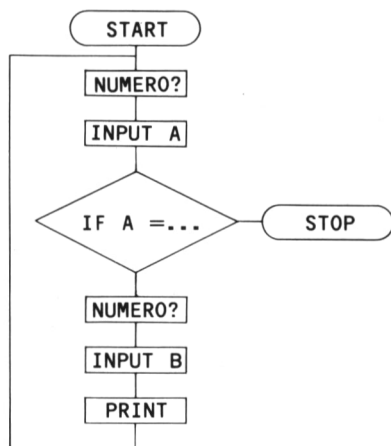 START
NUMERO?
INPUT A
IF A =...
STOP
NUMERO?
INPUT B
PRINT